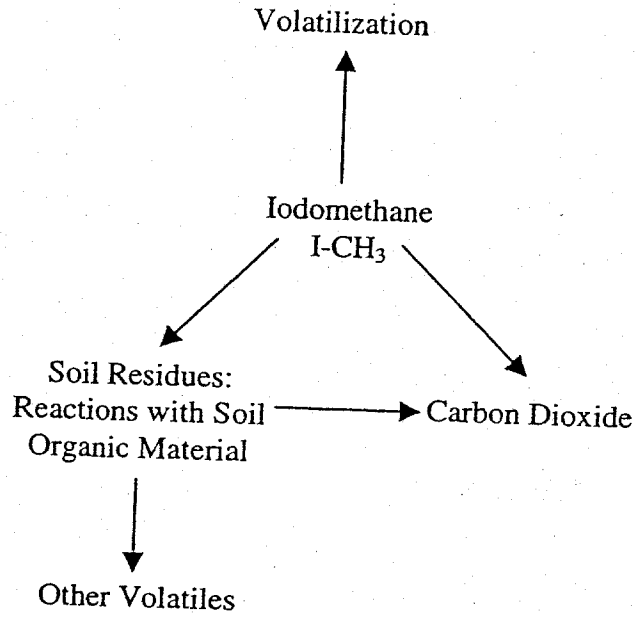 Volatilization
Iodomethane
I-CH₃
Soil Residues:
Reactions with Soil
Organic Material
Carbon Dioxide
Other Volatiles